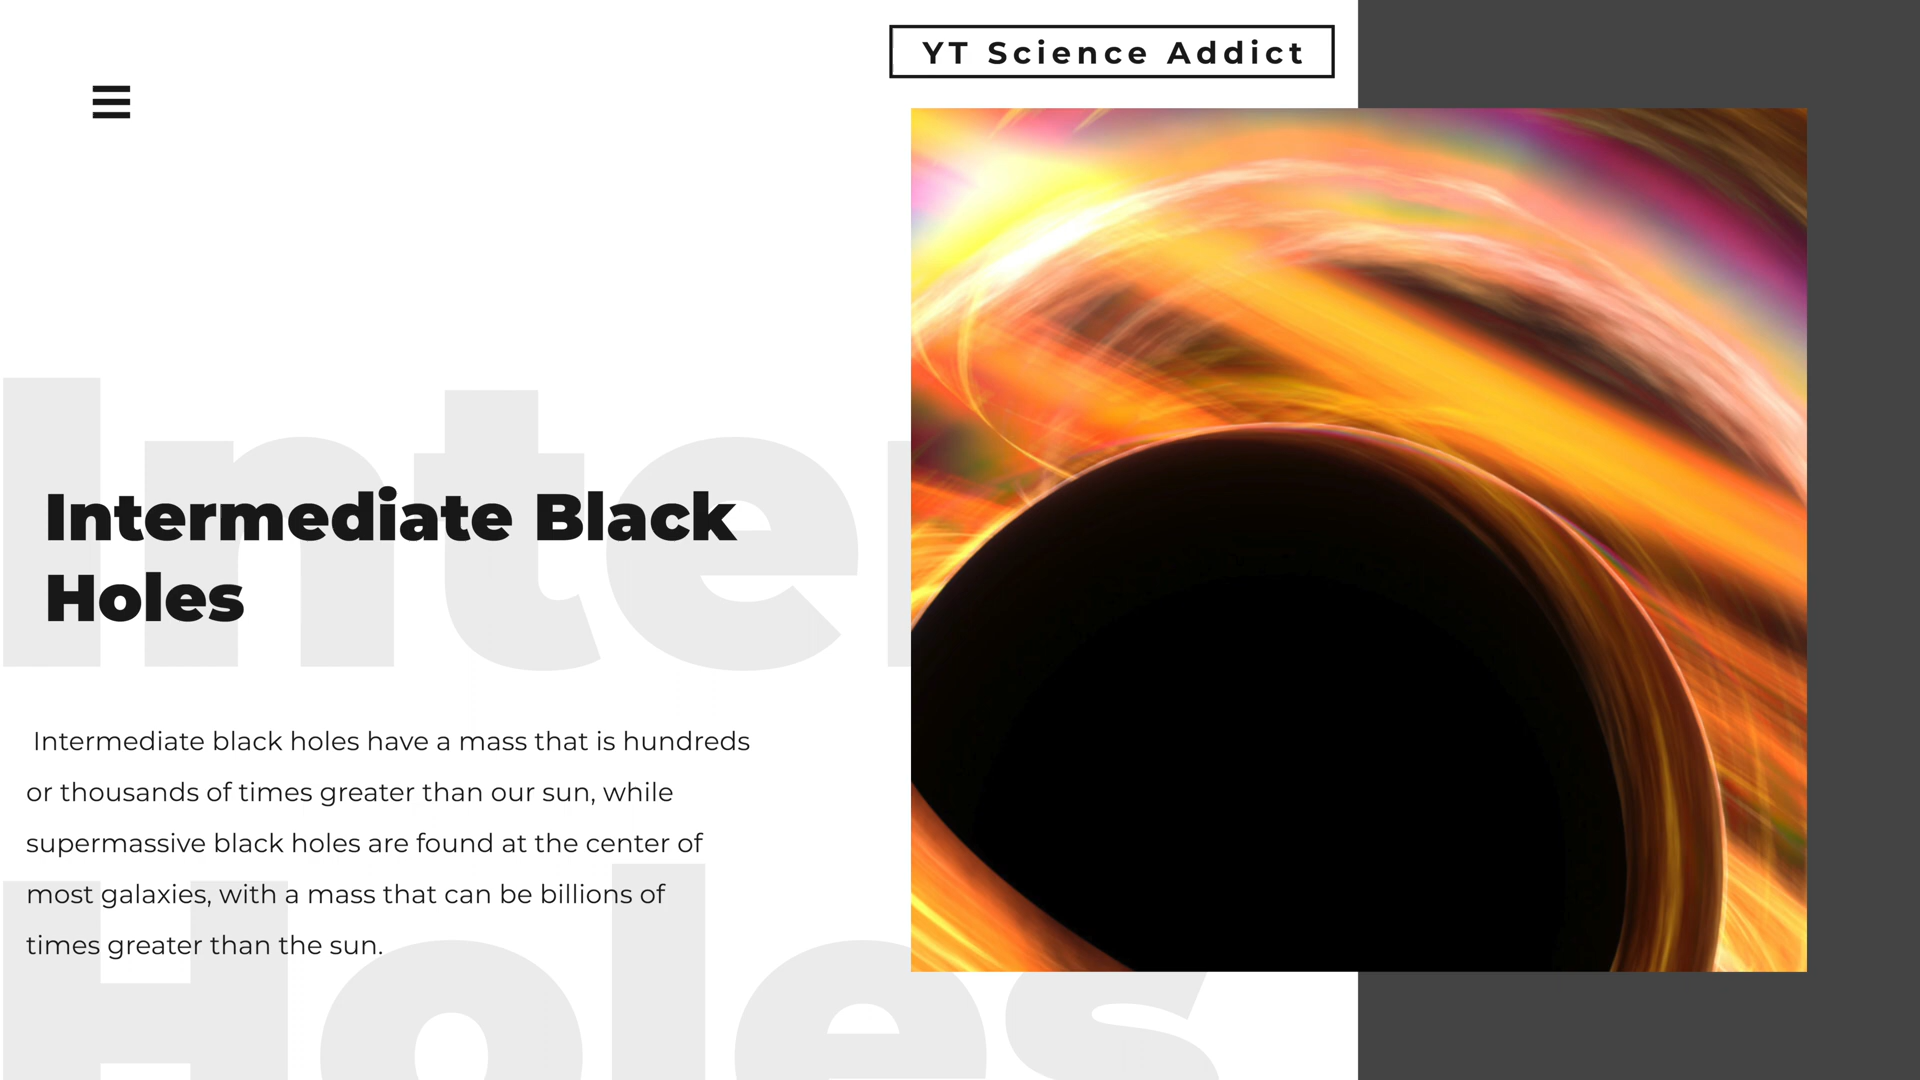 YT Science Addict
Intermediate Black
Holes
Intermediate black holes have a mass that is hundreds
or thousands of times greater than our sun, while
supermassive black holes are found at the center of
most galaxies, with a mass that can be billions of
times greater than the sun.
Inter
Holes